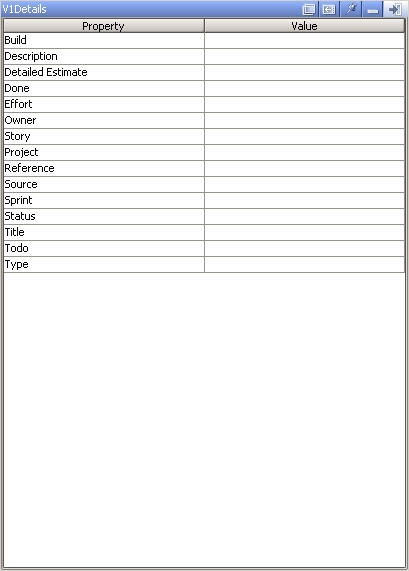 V1Details
Property Value
Build
Description
Detailed Estimate
Done
Effort
Owner
Story
Project
Reference
Source
Sprint
Status
Title
Todo
Type